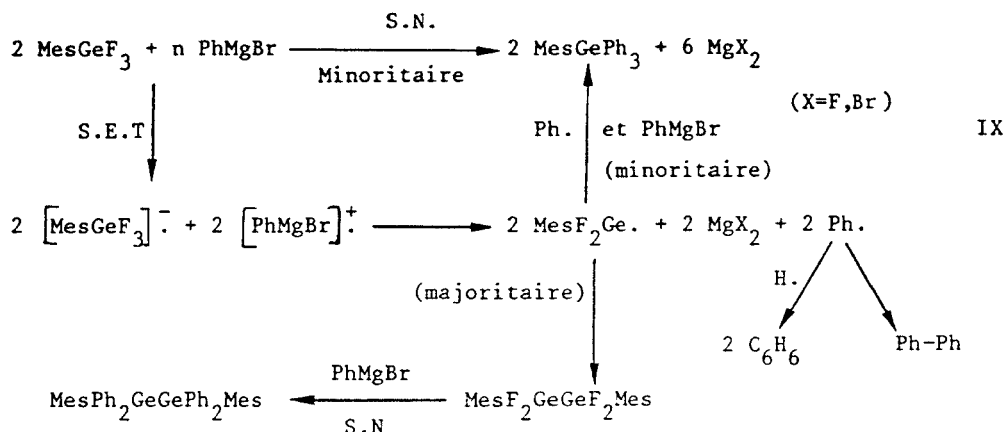 S.N.
2 MesGeF3 + n PhMgBr 2 MesGePh3 + 6 MgX2
Minoritaire
(X=F,Br)
S.E.T Ph. et PhMgBr IX
(minoritaire)
2 [MesGeF3]-. + 2 [PhMgBr]+. 2 MesF2Ge. + 2 MgX2 + 2 Ph.
H.
(majoritaire)
2 C6H6 Ph-Ph
PhMgBr
MesPh2GeGePh2Mes MesF2GeGeF2Mes
S.N